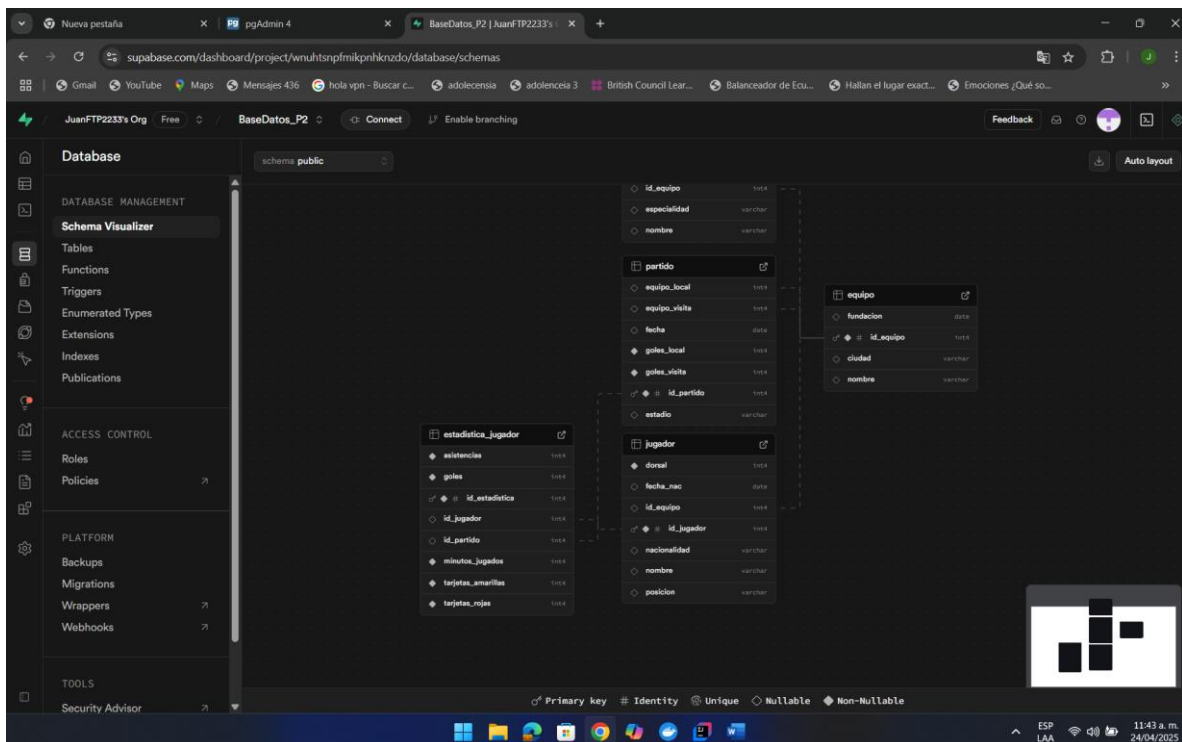 Nueva pestaña
pgAdmin 4
BaseDatos_P2 | JuanFTP2233's
supabase.com/dashboard/project/wnuhtsnpfmikpnhknzdo/database/schemas
Gmail YouTube Maps Mensajes 436 hola vpn - Buscar c... adolecensia adolenceia 3 British Council Lear... Balanceador de Ecu... Hallan el lugar exact... Emociones ¿Qué so...
JuanFTP2233's Org Free / BaseDatos_P2 Connect Enable branching Feedback
Database
schema public
Auto layout
DATABASE MANAGEMENT
Schema Visualizer
Tables
Functions
Triggers
Enumerated Types
Extensions
Indexes
Publications
ACCESS CONTROL
Roles
Policies
PLATFORM
Backups
Migrations
Wrappers
Webhooks
TOOLS
Security Advisor
id_equipo int4
especialidad varchar
nombre varchar
partido
equipo_local int4
equipo_visita int4
fecha date
goles_local int4
goles_visita int4
# id_partido int4
estadio varchar
equipo
fundacion date
# id_equipo int4
ciudad varchar
nombre varchar
estadistica_jugador
asistencias int4
goles int4
# id_estadistica int4
id_jugador int4
id_partido int4
minutos_jugados int4
tarjetas_amarillas int4
tarjetas_rojas int4
jugador
dorsal int4
fecha_nac date
id_equipo int4
# id_jugador int4
nacionalidad varchar
nombre varchar
posicion varchar
Primary key # Identity Unique Nullable Non-Nullable
ESP
LAA
11:43 a. m.
24/04/2025